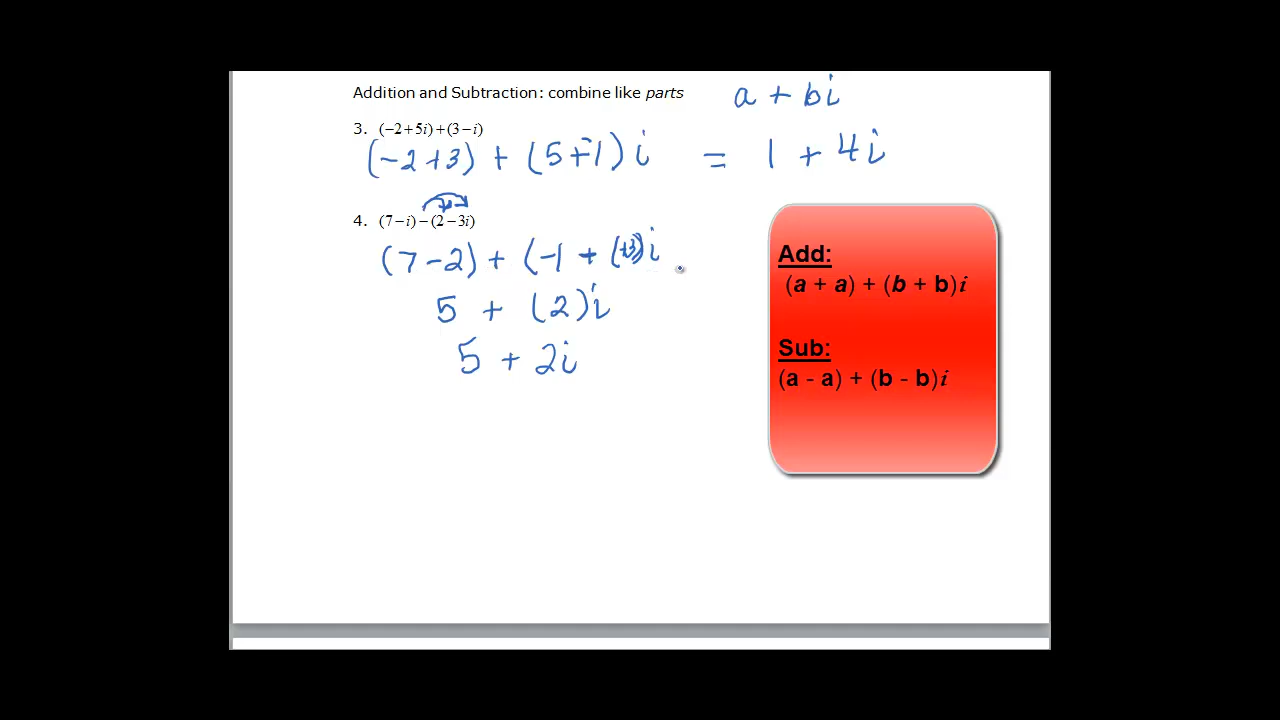 Addition and Subtraction: combine like parts
a + bi
3. (−2+5i)+(3−i)
(−2+3) + (5+⁻1)i = 1 + 4i
4. (7−i)−(2−3i)
(7−2) + (−1 + (+3))i
5 + (2)i
5 + 2i
Add:
(a + a) + (b + b)i
Sub:
(a - a) + (b - b)i